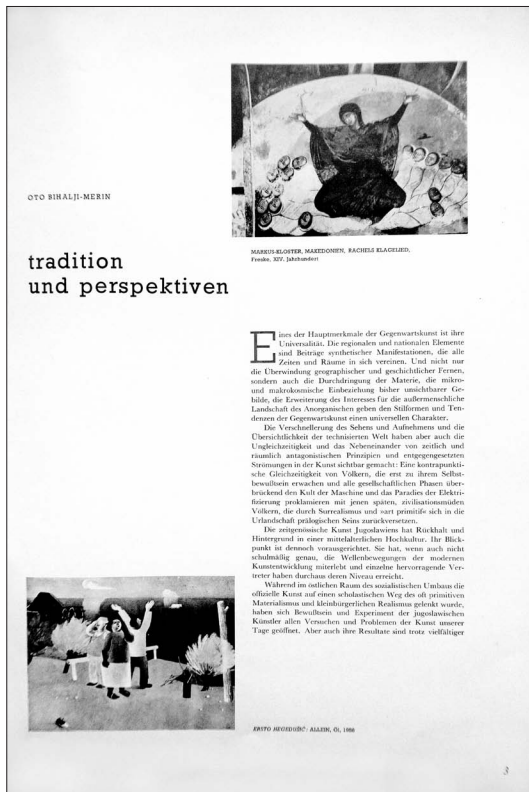 OTO BIHALJI-MERIN
tradition
und perspektiven
MARKUS-KLOSTER, MAKEDONIEN, RACHELS KLAGELIED,
Freske, XIV. Jahrhundert
Eines der Hauptmerkmale der Gegenwartskunst ist ihre
Universalität. Die regionalen und nationalen Elemente
sind Beiträge synthetischer Manifestationen, die alle
Zeiten und Räume in sich vereinen. Und nicht nur
die Überwindung geographischer und geschichtlicher Fernen,
sondern auch die Durchdringung der Materie, die mikro-
und makrokosmische Einbeziehung bisher unsichtbarer Ge-
bilde, die Erweiterung des Interesses für die außermenschliche
Landschaft des Anorganischen geben den Stilformen und Ten-
denzen der Gegenwartskunst einen universellen Charakter.
Die Verschnellerung des Sehens und Aufnehmens und die
Übersichtlichkeit der technisierten Welt haben aber auch die
Ungleichzeitigkeit und das Nebeneinander von zeitlich und
räumlich antagonistischen Prinzipien und entgegengesetzten
Strömungen in der Kunst sichtbar gemacht: Eine kontrapunkti-
sche Gleichzeitigkeit von Völkern, die erst zu ihrem Selbst-
bewußtsein erwachen und alle gesellschaftlichen Phasen über-
brückend den Kult der Maschine und das Paradies der Elektri-
fizierung proklamieren mit jenen späten, zivilisationsmüden
Völkern, die durch Surrealismus und »art primitif« sich in die
Urlandschaft prälogischen Seins zurückversetzen.
Die zeitgenössische Kunst Jugoslawiens hat Rückhalt und
Hintergrund in einer mittelalterlichen Hochkultur. Ihr Blick-
punkt ist dennoch vorausgerichtet. Sie hat, wenn auch nicht
schulmäßig genau, die Wellenbewegungen der modernen
Kunstentwicklung miterlebt und einzelne hervorragende Ver-
treter haben durchaus deren Niveau erreicht.
Während im östlichen Raum des sozialistischen Umbaus die
offizielle Kunst auf einen scholastischen Weg des oft primitiven
Materialismus und kleinbürgerlichen Realismus gelenkt wurde,
haben sich Bewußtsein und Experiment der jugoslawischen
Künstler allen Versuchen und Problemen der Kunst unserer
Tage geöffnet. Aber auch ihre Resultate sind trotz vielfältiger
KRSTO HEGEDUŠIĆ: ALLEIN, ÖL,
3